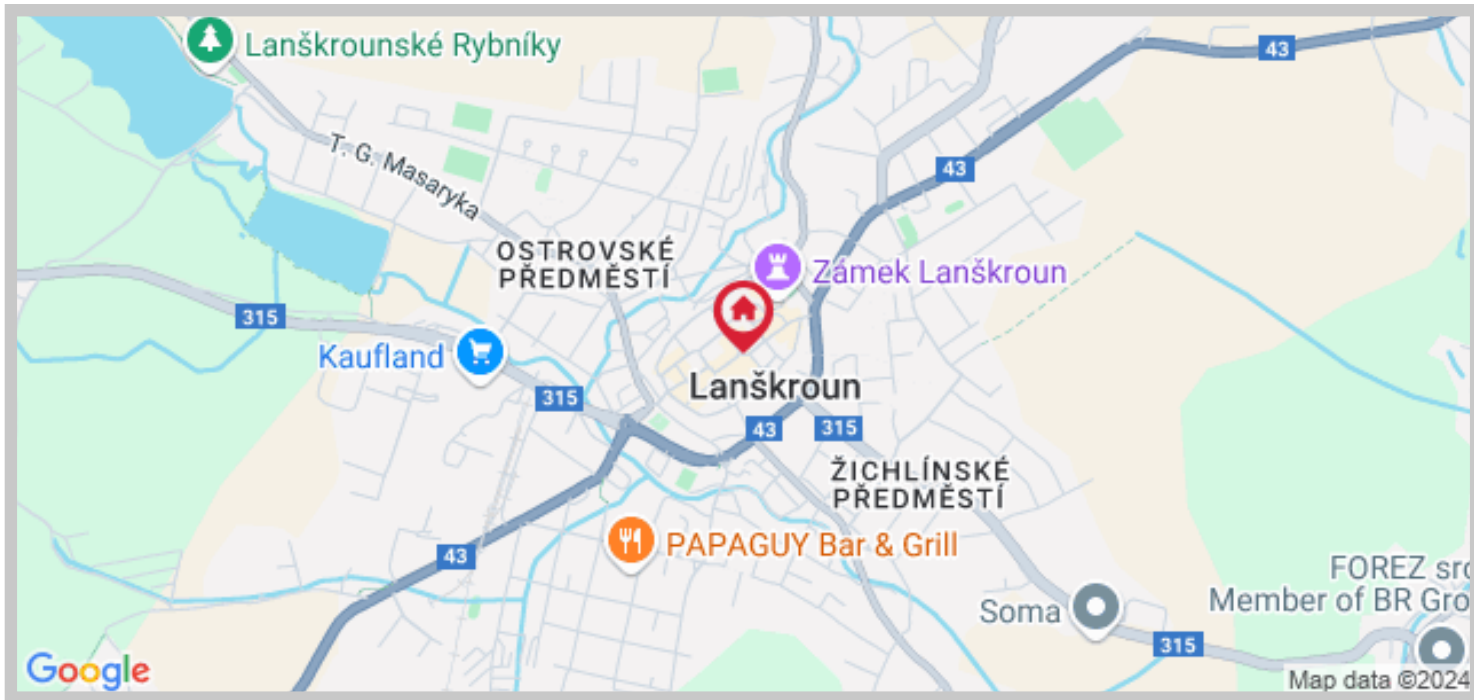 Lanškrounské Rybníky
43
T. G. Masaryka
43
OSTROVSKÉ
PŘEDMĚSTÍ
Zámek Lanškroun
315
Kaufland
Lanškroun
315
43
315
ŽICHLÍNSKÉ
PŘEDMĚSTÍ
43
PAPAGUY Bar & Grill
FOREZ sro
Member of BR Gro
Soma
315
Google
Map data ©2024